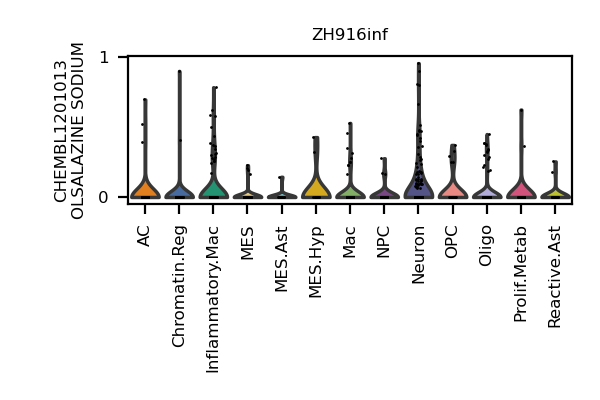 ZH916inf
CHEMBL1201013
OLSALAZINE SODIUM
1
0
AC
Chromatin.Reg
Inflammatory.Mac
MES
MES.Ast
MES.Hyp
Mac
NPC
Neuron
OPC
Oligo
Prolif.Metab
Reactive.Ast